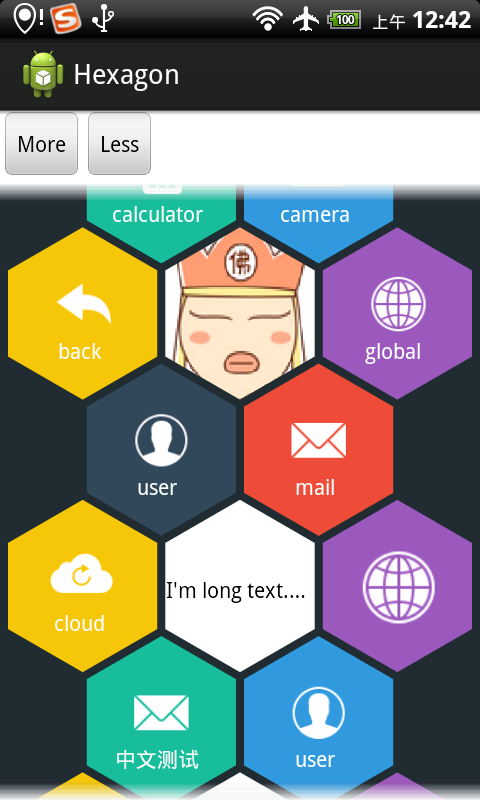 100 上午 12:42
Hexagon
More Less
calculator camera
佛
back global
user mail
I'm long text....
cloud
中文测试 user